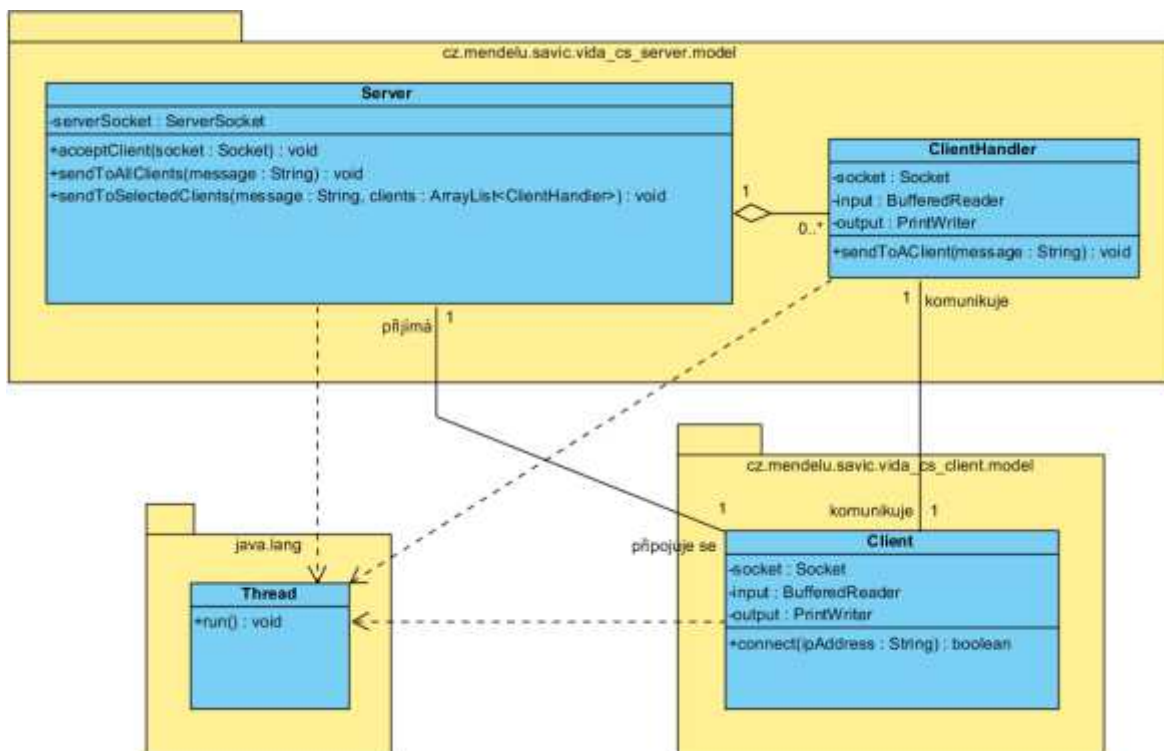 cz.mendelu.savic.vida_cs_server.model
Server
-serverSocket : ServerSocket
+acceptClient(socket : Socket) : void
+sendToAllClients(message : String) : void
+sendToSelectedClients(message : String, clients : ArrayList<ClientHandler>) : void
1
0..*
ClientHandler
-socket : Socket
-input : BufferedReader
-output : PrintWriter
+sendToAClient(message : String) : void
přijímá
1
1
komunikuje
cz.mendelu.savic.vida_cs_client.model
1
připojuje se
komunikuje
1
Client
-socket : Socket
-input : BufferedReader
-output : PrintWriter
+connect(ipAddress : String) : boolean
java.lang
Thread
+run() : void